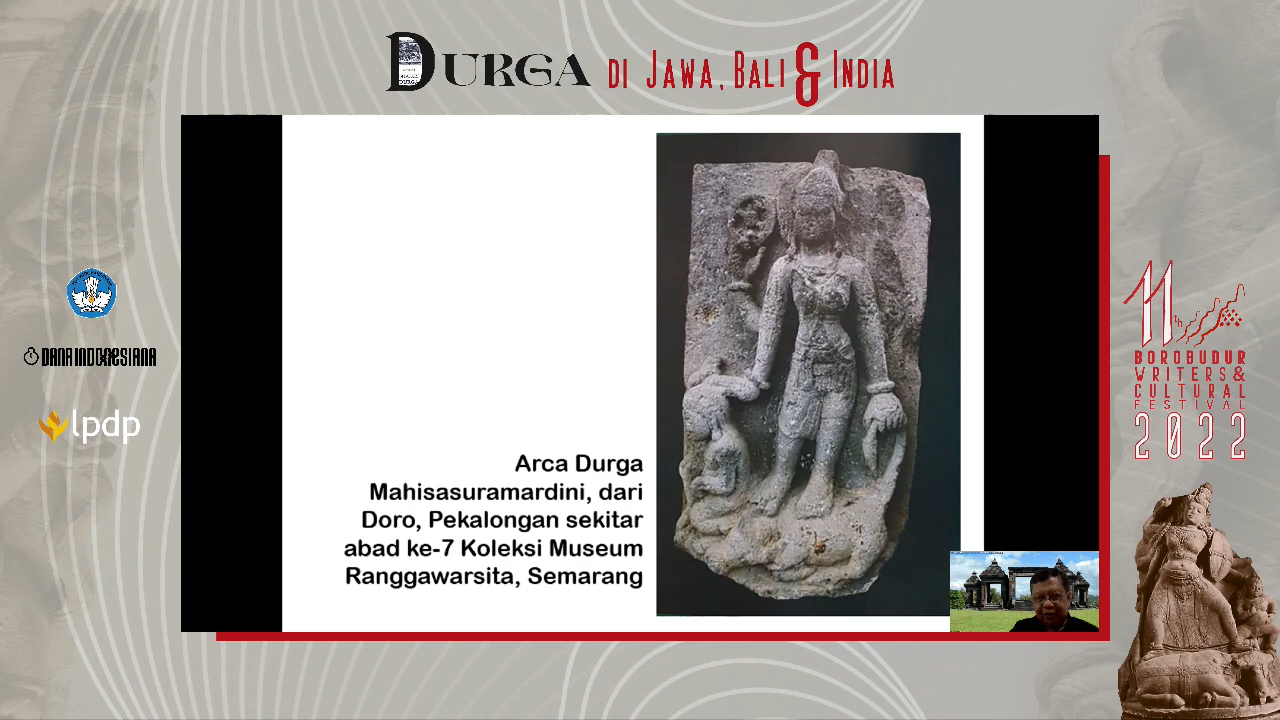 DURGA DI JAWA, BALI & INDIA
DANA INDONESIANA
lpdp
Arca Durga
Mahisasuramardini, dari
Doro, Pekalongan sekitar
abad ke-7 Koleksi Museum
Ranggawarsita, Semarang
11th
BOROBUDUR
WRITERS &
CULTURAL
FESTIVAL
2022